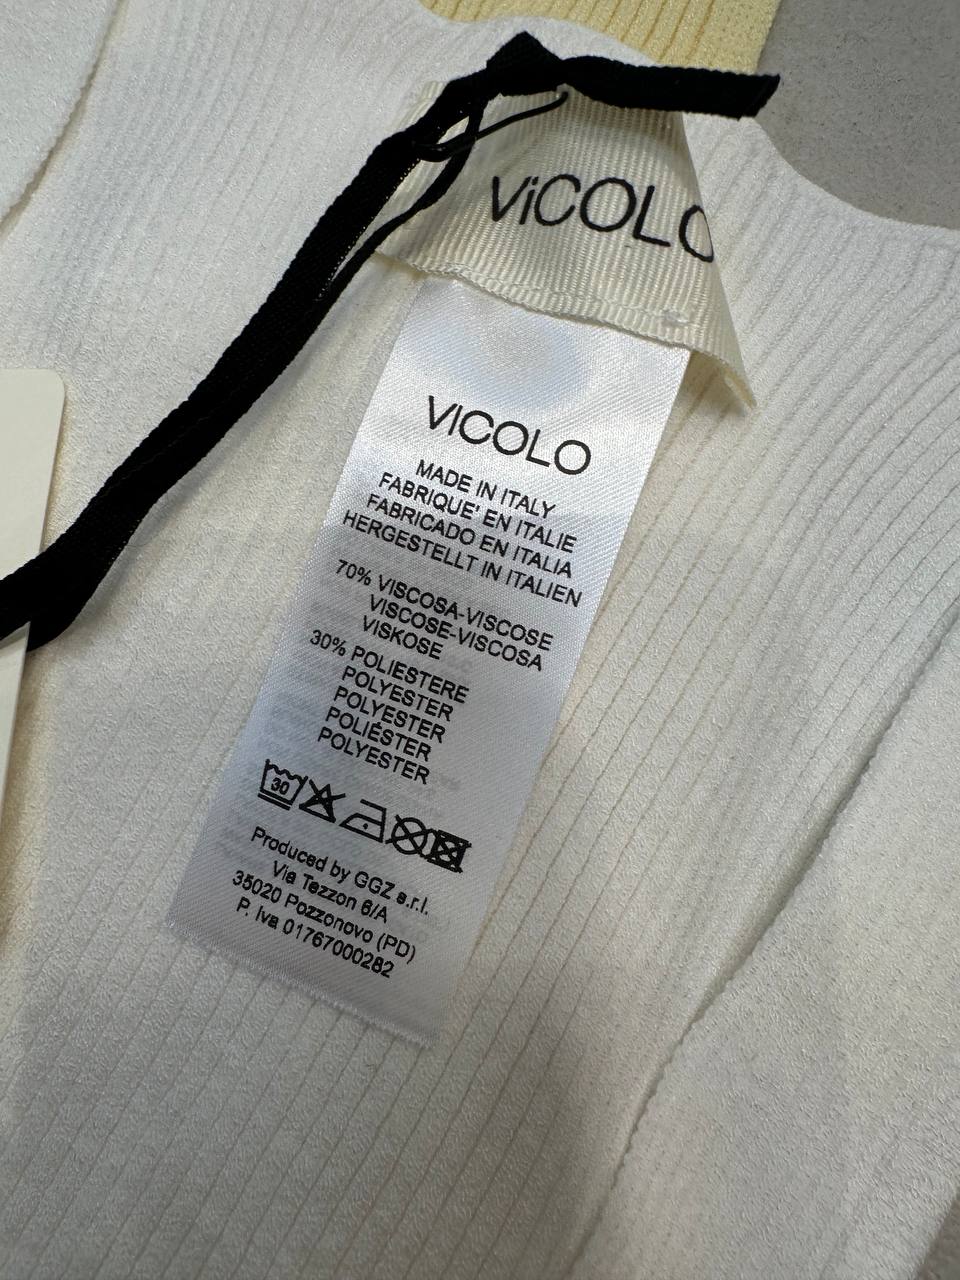 ViCOLO
VICOLO
MADE IN ITALY
FABRIQUE' EN ITALIE
FABRICADO EN ITALIA
HERGESTELLT IN ITALIEN
70% VISCOSA-VISCOSE
VISCOSE-VISCOSA
VISKOSE
30% POLIESTERE
POLYESTER
POLYESTER
POLIÉSTER
POLYESTER
30
Produced by GGZ s.r.l.
Via Tezzon 6/A
35020 Pozzonovo (PD)
P. Iva 01767000282